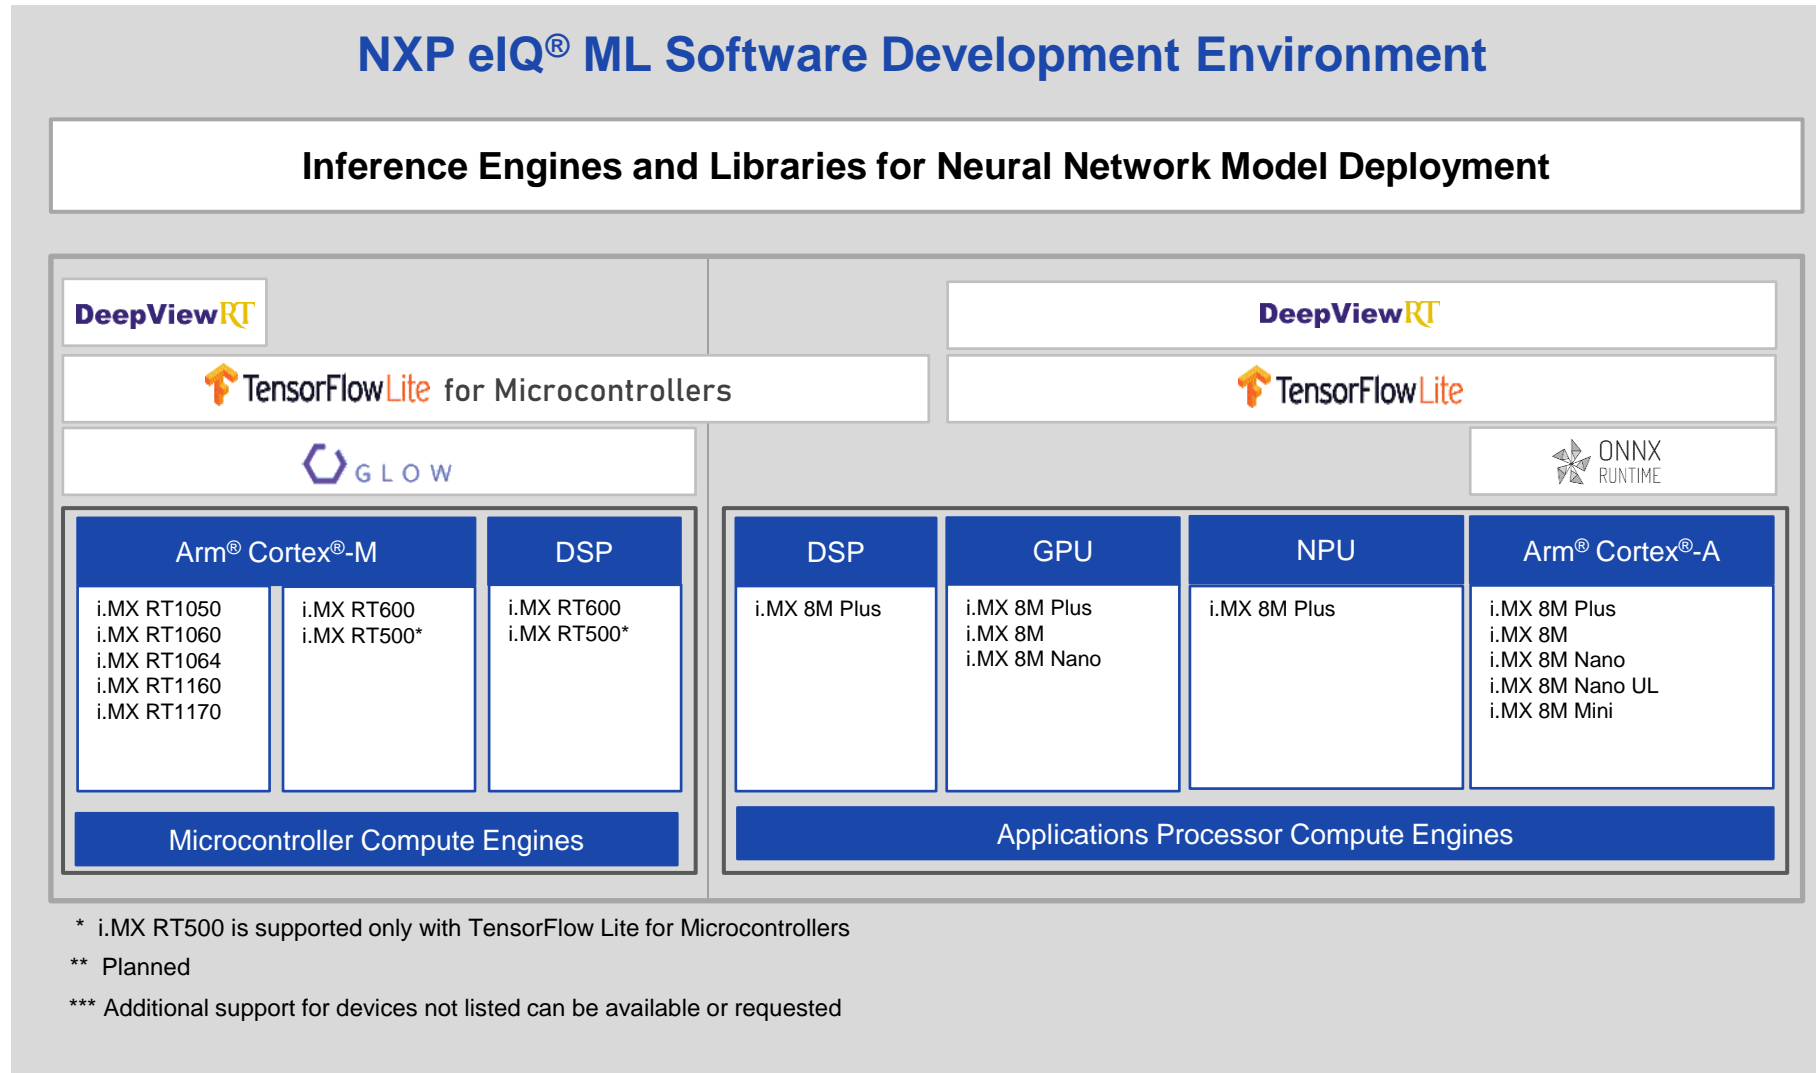 NXP eIQ® ML Software Development Environment
Inference Engines and Libraries for Neural Network Model Deployment
DeepViewRT
DeepViewRT
TensorFlow Lite for Microcontrollers
TensorFlow Lite
GLOW
ONNX
RUNTIME
Arm® Cortex®-M
i.MX RT1050
i.MX RT1060
i.MX RT1064
i.MX RT1160
i.MX RT1170
i.MX RT600
i.MX RT500*
DSP
i.MX RT600
i.MX RT500*
Microcontroller Compute Engines
DSP
i.MX 8M Plus
GPU
i.MX 8M Plus
i.MX 8M
i.MX 8M Nano
NPU
i.MX 8M Plus
Arm® Cortex®-A
i.MX 8M Plus
i.MX 8M
i.MX 8M Nano
i.MX 8M Nano UL
i.MX 8M Mini
Applications Processor Compute Engines
* i.MX RT500 is supported only with TensorFlow Lite for Microcontrollers
** Planned
*** Additional support for devices not listed can be available or requested